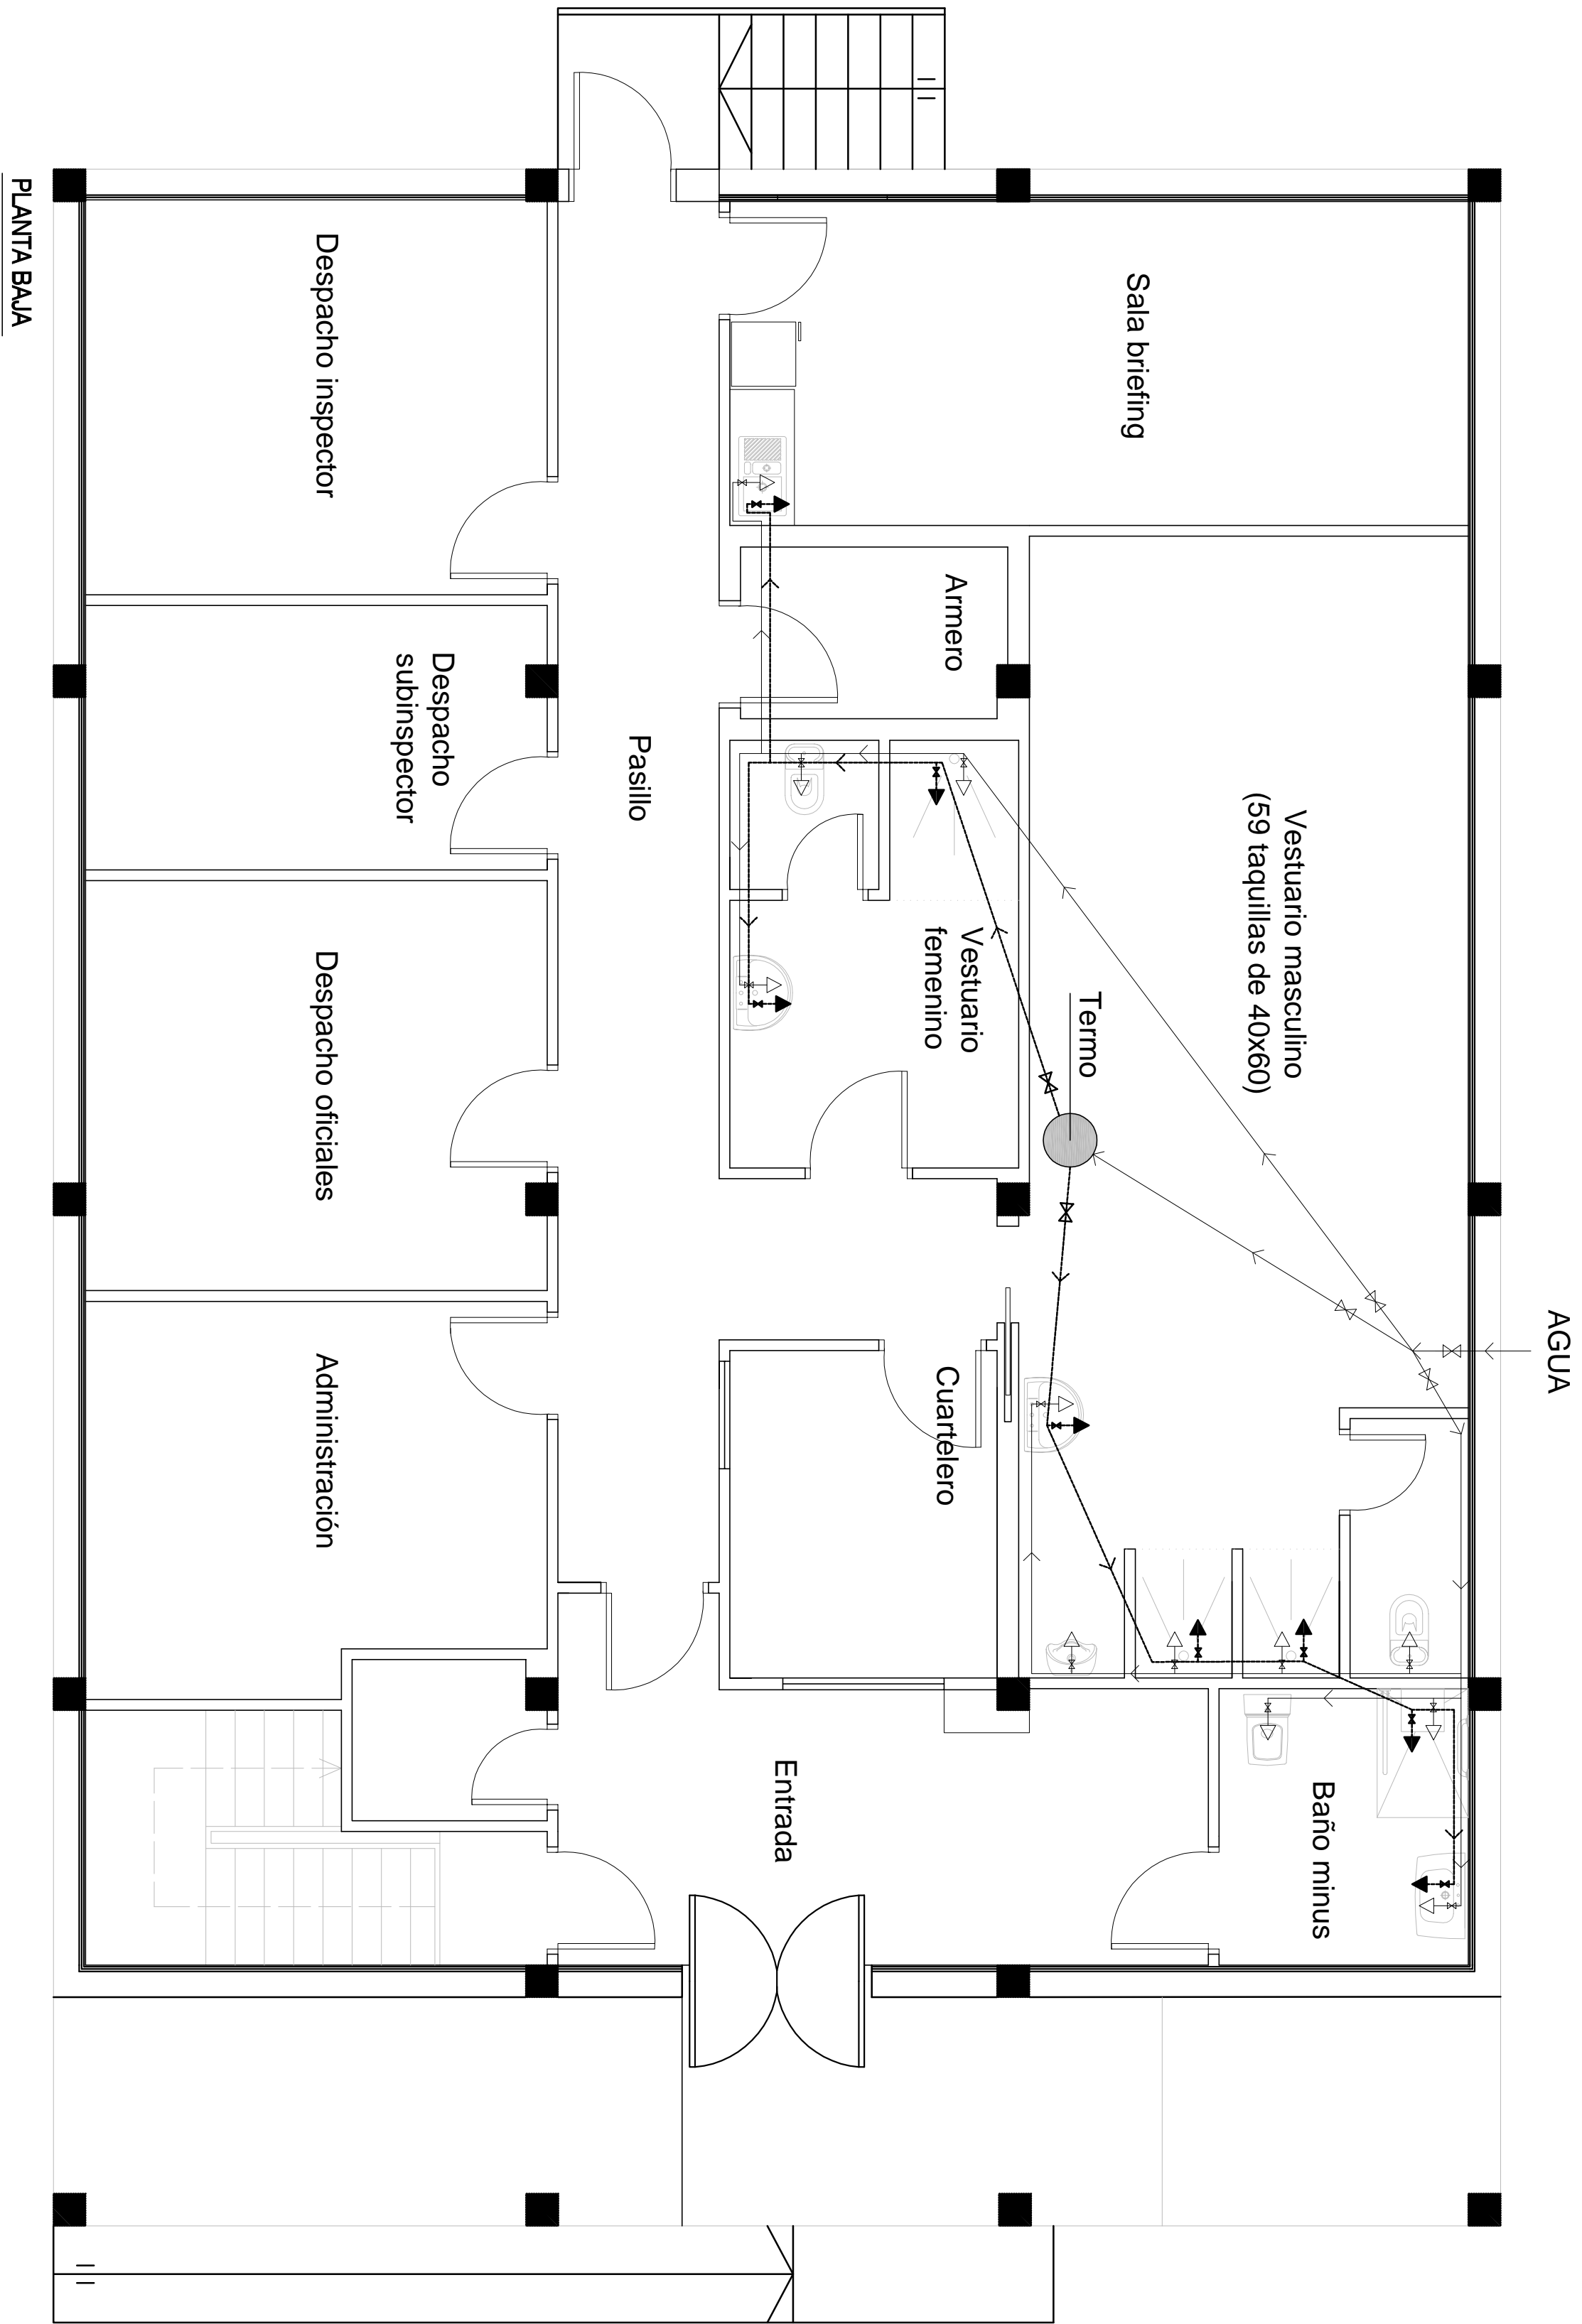 AGUA
Sala briefing
Vestuario masculino
(59 taquillas de 40x60)
Termo
Armero
Vestuario
femenino
Cuartelero
Baño minus
Pasillo
Entrada
Despacho inspector
Despacho
subinspector
Despacho oficiales
Administración
PLANTA BAJA